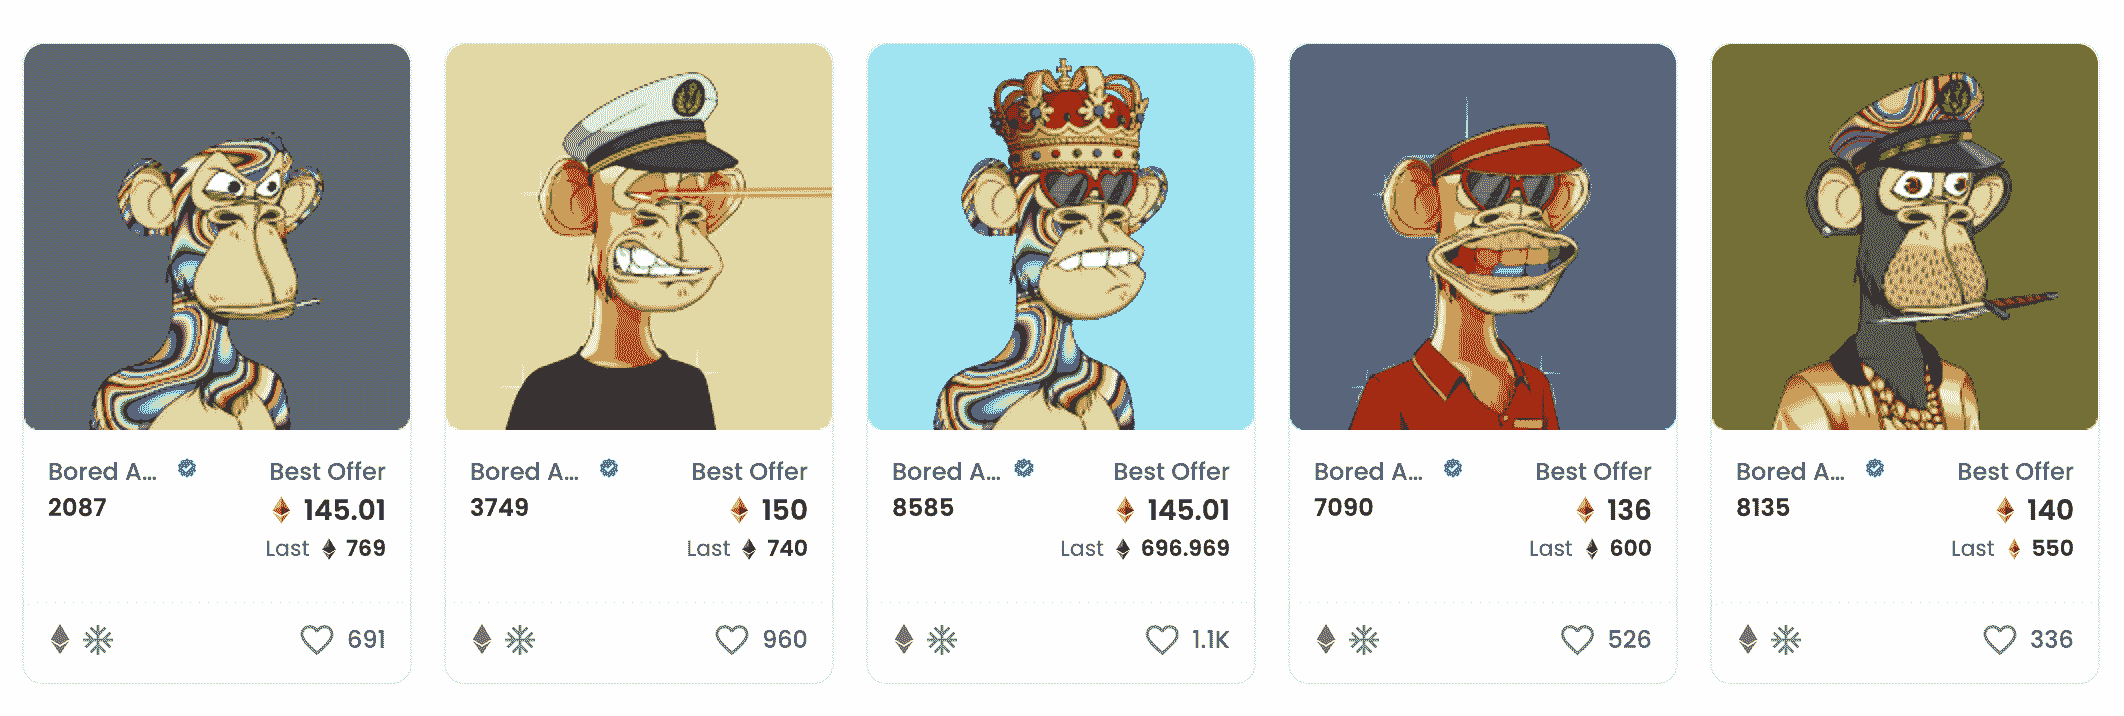 Bored A... Best Offer
2087 145.01
Last 769
691
Bored A... Best Offer
3749 150
Last 740
960
Bored A... Best Offer
8585 145.01
Last 696.969
1.1K
Bored A... Best Offer
7090 136
Last 600
526
Bored A... Best Offer
8135 140
Last 550
336